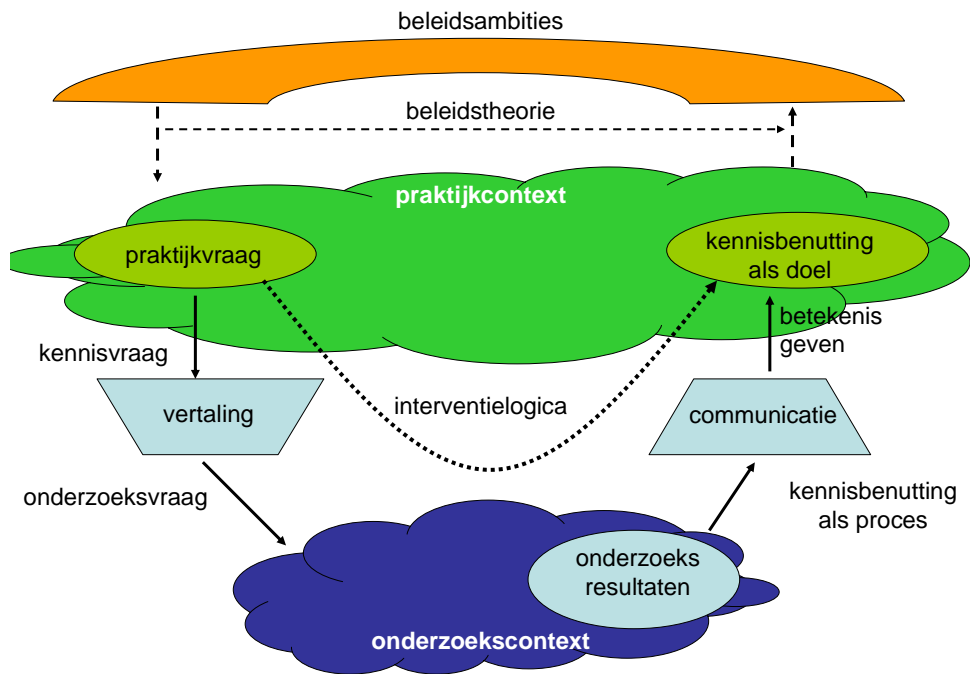 beleidsambities
beleidstheorie
praktijkcontext
praktijkvraag
kennisbenutting
als doel
betekenis
geven
kennisvraag
vertaling
interventielogica
communicatie
onderzoeksvraag
kennisbenutting
als proces
onderzoeks
resultaten
onderzoekscontext